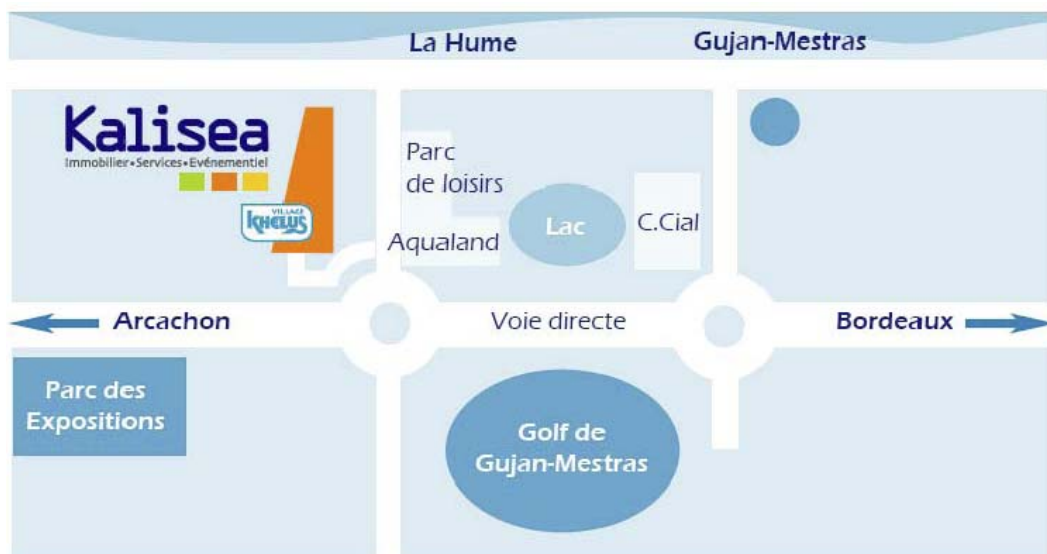 La Hume
Gujan-Mestras
Kalisea
Immobilier•Services•Evénementiel
VILLAGE
KHELUS
Parc
de loisirs
Aqualand
Lac
C.Cial
Arcachon
Voie directe
Bordeaux
Parc des
Expositions
Golf de
Gujan-Mestras